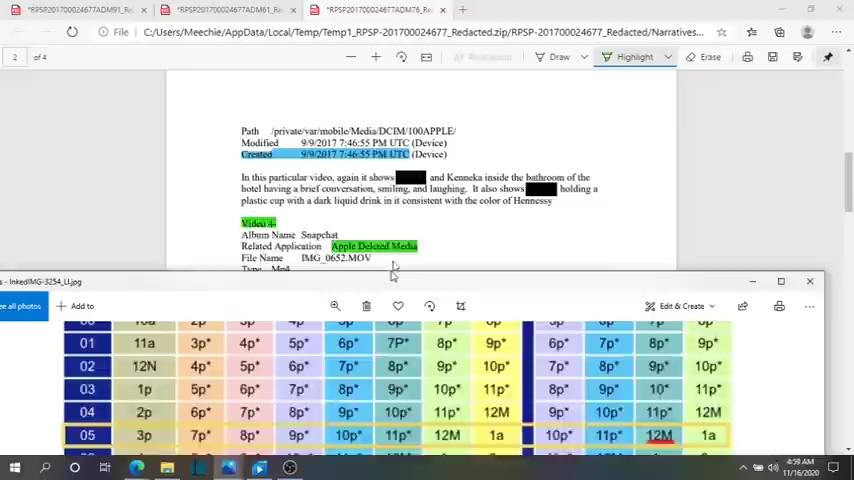 *RPSP201700024677ADM91_R
*RPSP201700024677ADM61_R
*RPSP201700024677ADM76_Redacted
File C:/Users/Meechie/AppData/Local/Temp/Temp1_RPSP-201700024677_Redacted.zip/RPSP-201700024677_Redacted/Narratives...
2 of 4 Draw Highlight Erase
Path /private/var/mobile/Media/DCIM/100APPLE/
Modified 9/9/2017 7:46:55 PM UTC (Device)
Created 9/9/2017 7:46:55 PM UTC (Device)
In this particular video, again it shows and Kenneka inside the bathroom of the
hotel having a brief conversation, smiling, and laughing. It also shows holding a
plastic cup with a dark liquid drink in it consistent with the color of Hennessy
Video 4-
Album Name Snapchat
Related Application Apple Deleted Media
File Name IMG_0652.MOV
Type Mp4
s - InkedIMG-3254_LI.jpg
ee all photos Add to Edit & Create
01 11a 3p* 4p* 5p* 6p* 7P* 8p* 9p* 6p* 7p* 8p* 9p*
02 12N 4p* 5p* 6p* 7p* 8p* 9p* 10p* 7p* 8p* 9p* 10p*
03 1p 5p* 6p* 7p* 8p* 9p* 10p* 11p* 8p* 9p* 10* 11p*
04 2p 6p* 7p* 8p* 9p* 10p* 11p* 12M 9p* 10p* 11p* 12M
05 3p 7p* 8p* 9p* 10p* 11p* 12M 1a 10p* 11p* 12M 1a
4:59 AM
11/16/2020